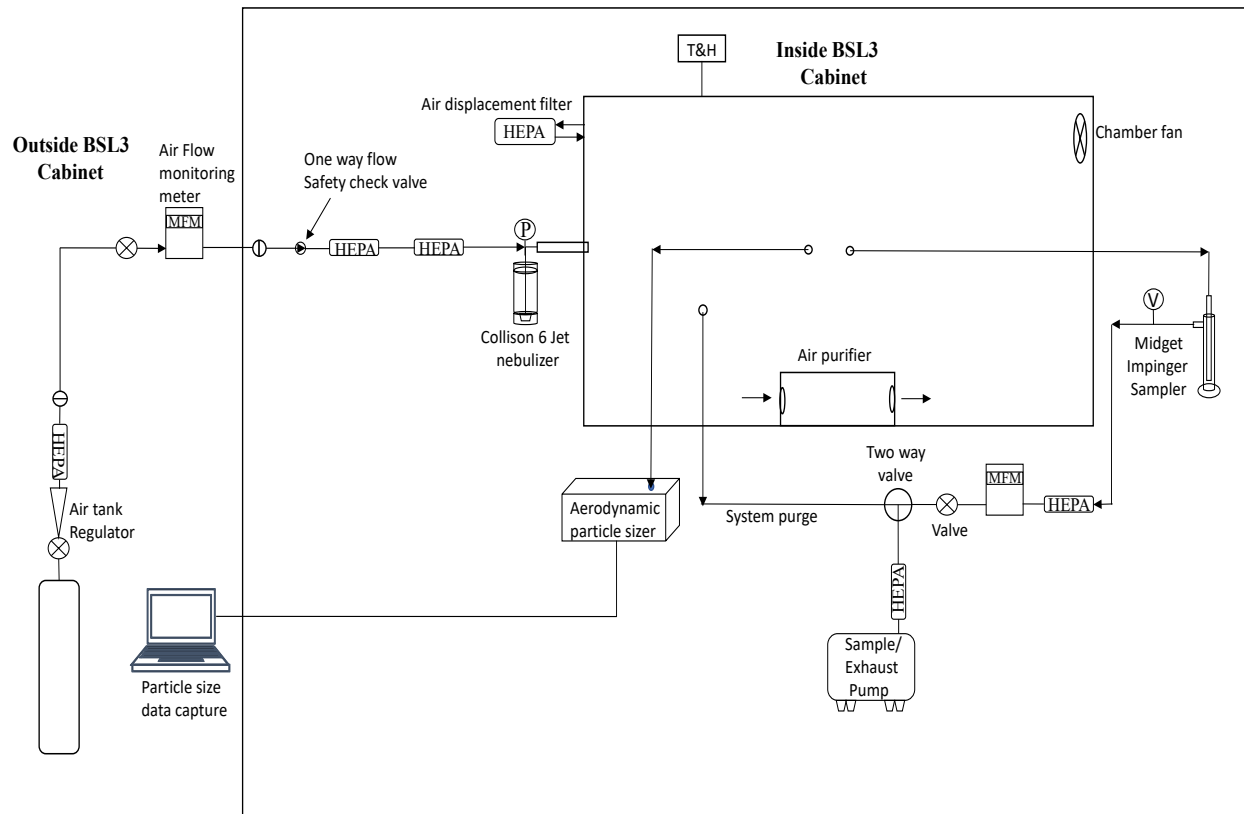 Outside BSL3
Cabinet
Air Flow
monitoring
meter
MFM
HEPA
Air tank
Regulator
Particle size
data capture
Inside BSL3
Cabinet
T&H
Air displacement filter
HEPA
Chamber fan
One way flow
Safety check valve
HEPA
HEPA
P
Collison 6 Jet
nebulizer
V
Midget
Impinger
Sampler
Air purifier
Two way
valve
MFM
HEPA
Valve
System purge
Aerodynamic
particle sizer
HEPA
Sample/
Exhaust
Pump